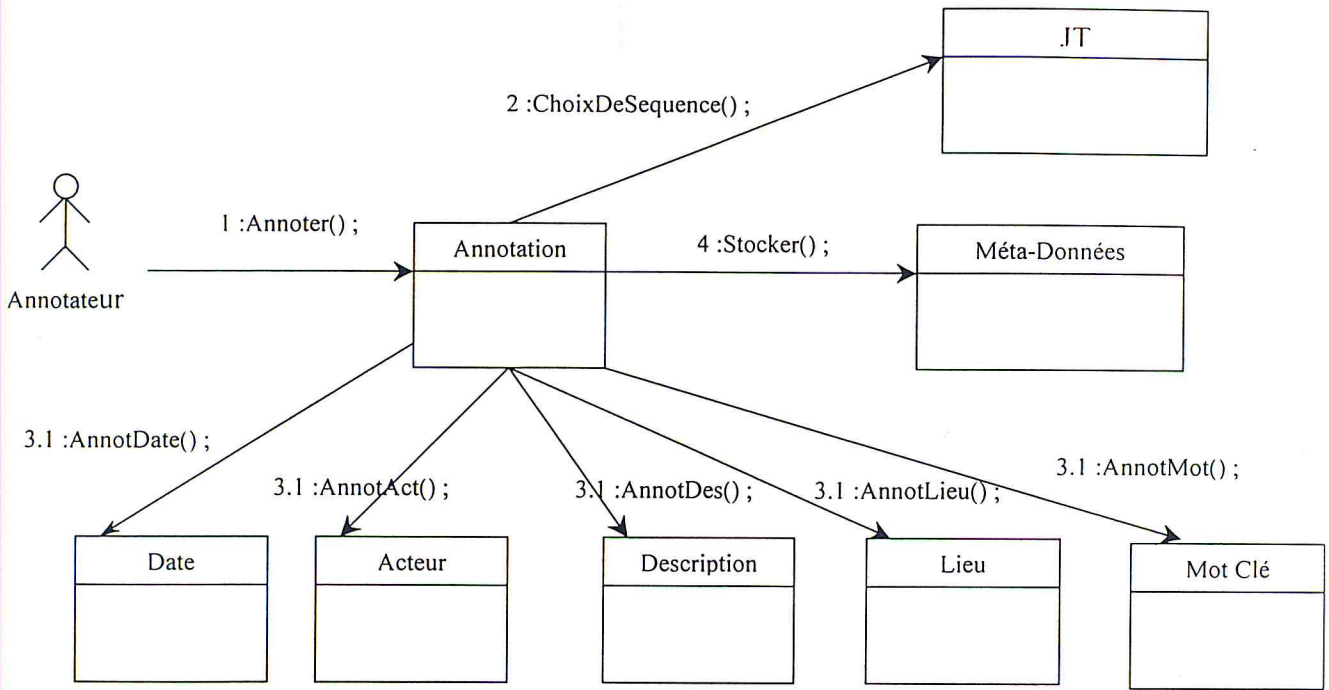 JT
2 :ChoixDeSequence() ;
1 :Annoter() ;
Annotation
4 :Stocker() ;
Méta-Données
Annotateur
3.1 :AnnotDate() ;
3.1 :AnnotAct() ;
3.1 :AnnotDes() ;
3.1 :AnnotLieu() ;
3.1 :AnnotMot() ;
Date
Acteur
Description
Lieu
Mot Clé